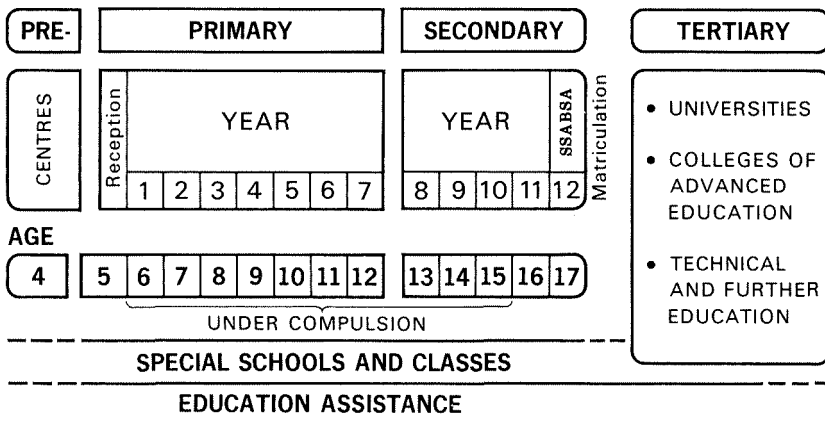 PRE- PRIMARY SECONDARY TERTIARY
CENTRES
Reception
YEAR
1 2 3 4 5 6 7
YEAR
8 9 10 11 12
SSABSA
Matriculation
• UNIVERSITIES
• COLLEGES OF
ADVANCED
EDUCATION
• TECHNICAL
AND FURTHER
EDUCATION
AGE
4 5 6 7 8 9 10 11 12 13 14 15 16 17
UNDER COMPULSION
SPECIAL SCHOOLS AND CLASSES
EDUCATION ASSISTANCE